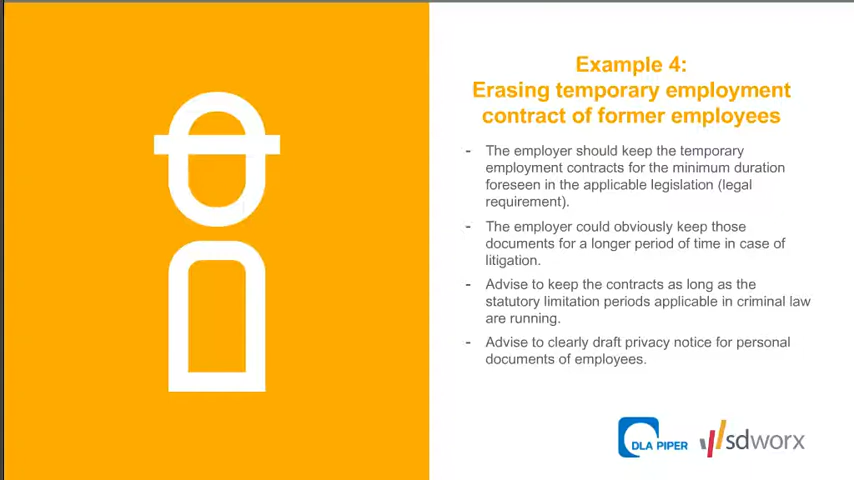 Example 4:
Erasing temporary employment
contract of former employees
- The employer should keep the temporary
employment contracts for the minimum duration
foreseen in the applicable legislation (legal
requirement).
- The employer could obviously keep those
documents for a longer period of time in case of
litigation.
- Advise to keep the contracts as long as the
statutory limitation periods applicable in criminal law
are running.
- Advise to clearly draft privacy notice for personal
documents of employees.
DLA PIPER
sdworx